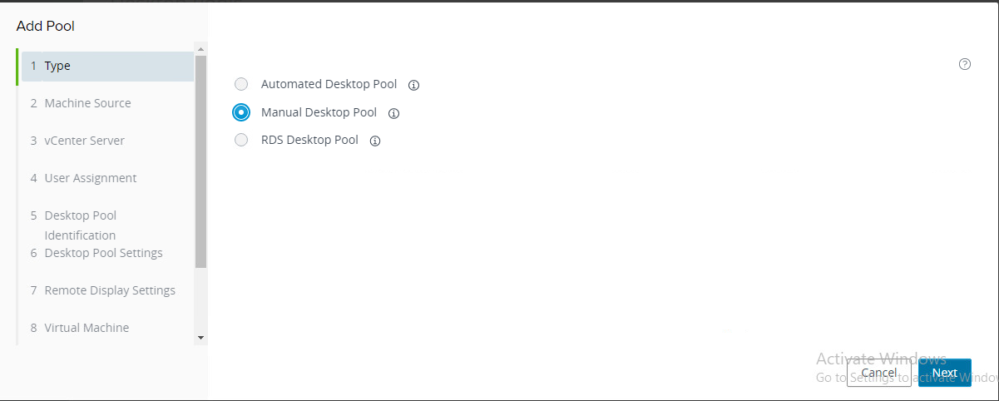 Add Pool
1 Type
2 Machine Source
3 vCenter Server
4 User Assignment
5 Desktop Pool
Identification
6 Desktop Pool Settings
7 Remote Display Settings
8 Virtual Machine
Automated Desktop Pool
Manual Desktop Pool
RDS Desktop Pool
Activate Windows
Go to Settings to activate Windo
Cancel
Next